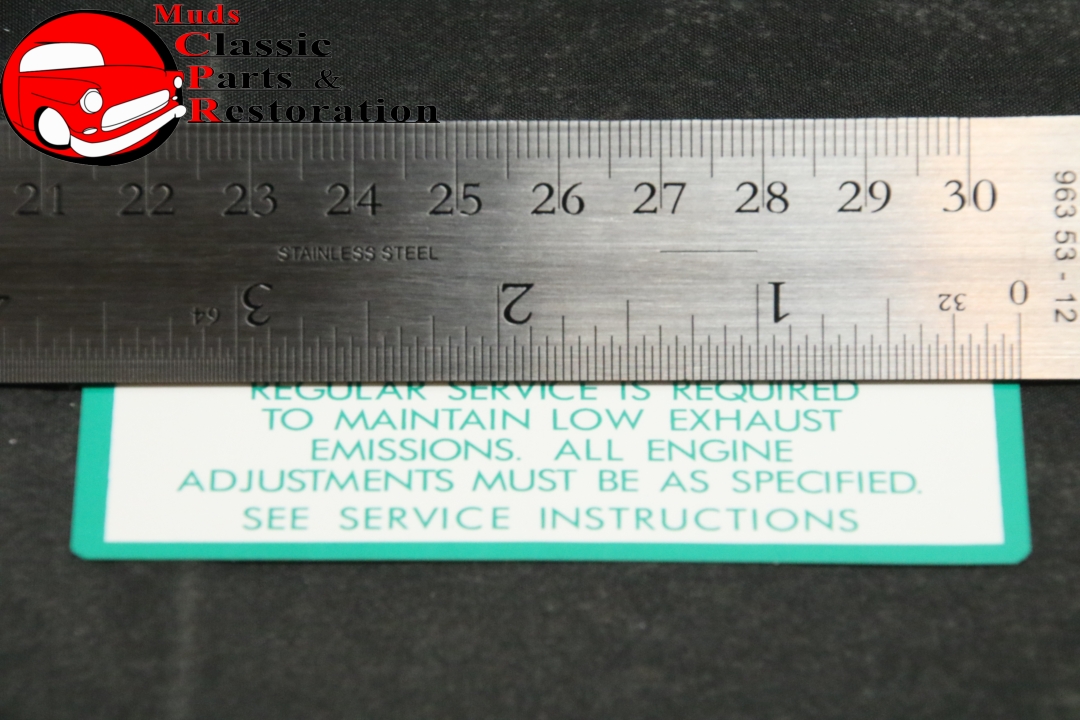 Muds
Classic
Parts &
Restoration
21 22 23 24 25 26 27 28 29 30
STAINLESS STEEL
963 53-12
64 3 2 1 32 0
REGULAR SERVICE IS REQUIRED
TO MAINTAIN LOW EXHAUST
EMISSIONS. ALL ENGINE
ADJUSTMENTS MUST BE AS SPECIFIED.
SEE SERVICE INSTRUCTIONS